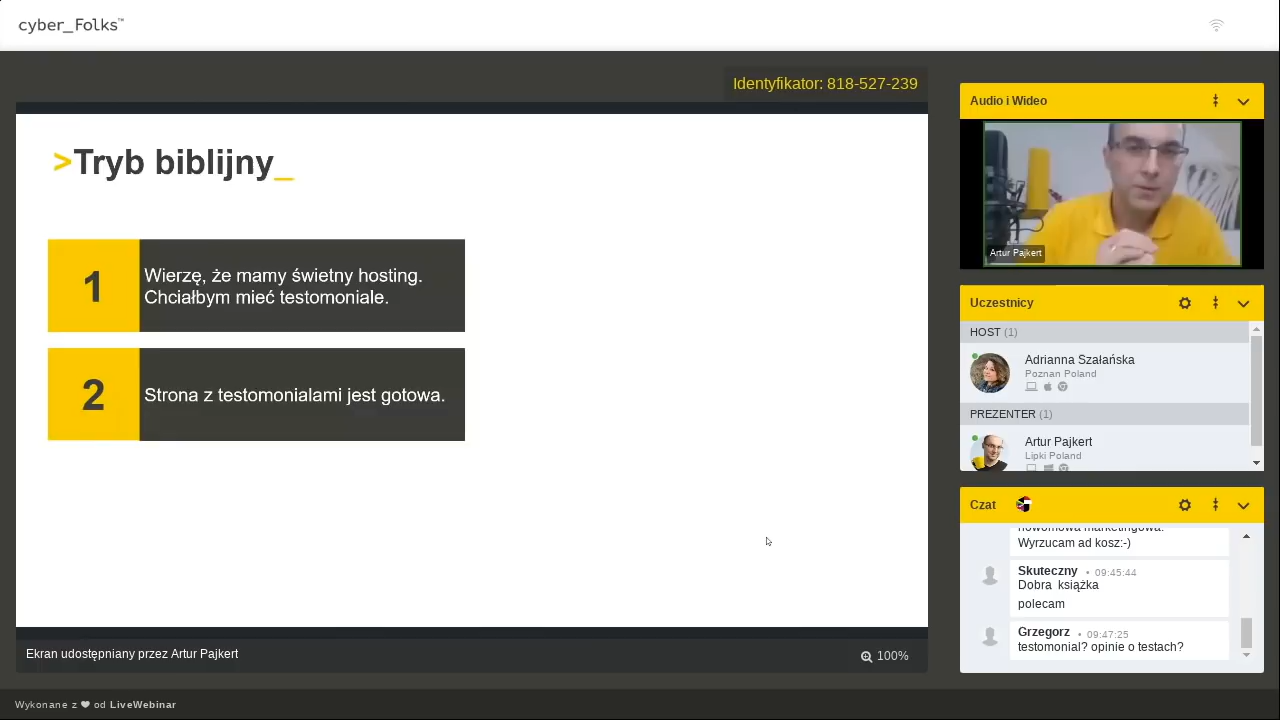 cyber_Folks™
Identyfikator: 818-527-239
>Tryb biblijny_
1
Wierzę, że mamy świetny hosting.
Chciałbym mieć testomoniale.
2
Strona z testomonialami jest gotowa.
Ekran udostępniany przez Artur Pajkert
100%
Audio i Wideo
Artur Pajkert
Uczestnicy
HOST (1)
Adrianna Szałańska
Poznan Poland
PREZENTER (1)
Artur Pajkert
Lipki Poland
Czat
nowomowa marketingowa.
Wyrzucam ad kosz:-)
Skuteczny • 09:45:44
Dobra książka
polecam
Grzegorz • 09:47:25
testomonial? opinie o testach?
Wykonane z ❤ od LiveWebinar